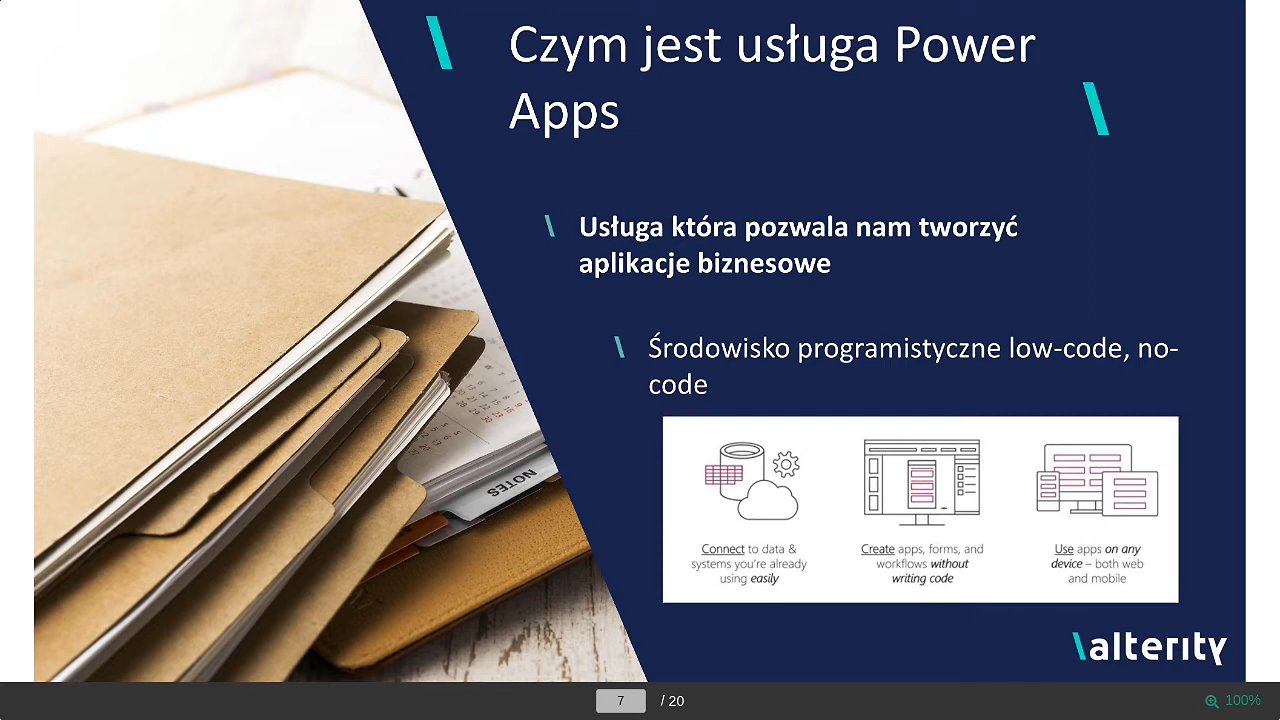 Czym jest usługa Power
Apps
Usługa która pozwala nam tworzyć
aplikacje biznesowe
Środowisko programistyczne low-code, no-
code
NOTES
Connect to data &
systems you're already
using easily
Create apps, forms, and
workflows without
writing code
Use apps on any
device – both web
and mobile
\alterity
7 / 20
100%